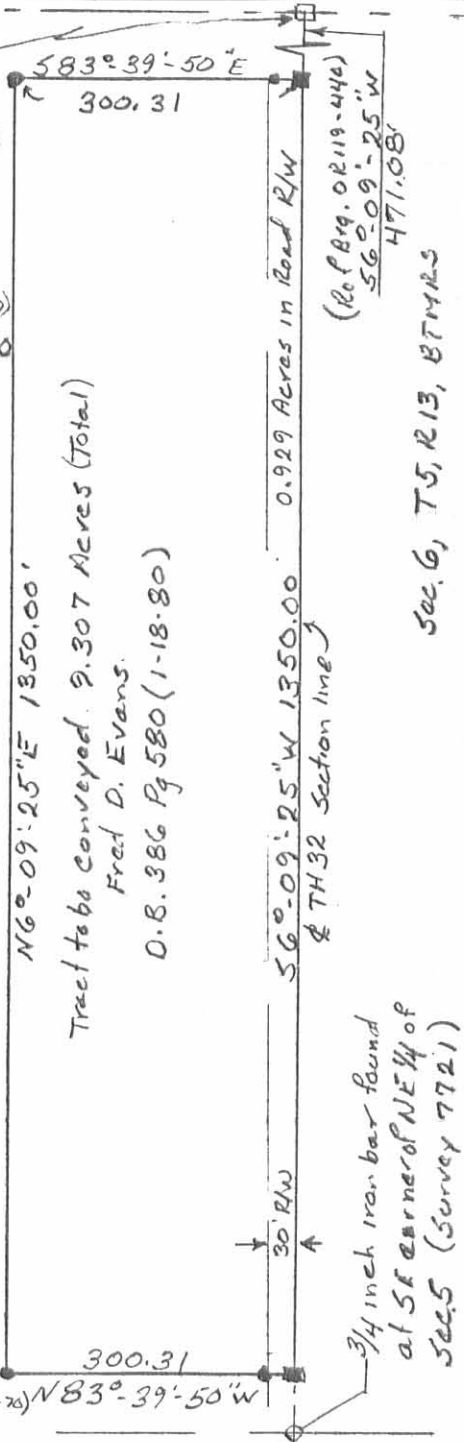 S83°-39'-50"E
300.31
N6°-09'-25"E 1350.00'
Tract to be conveyed 9.307 Acres (Total)
Fred D. Evans.
D.B. 386 Pg 580 (1-18-80)
0.929 Acres in Road R/W
S6°-09'-25"W 1350.00
℄ TH 32 section line
30' R/W
300.31
N83°-39'-50"W
(Ref Brg. OR119-440)
S6°-09'-25"W
471.08'
Sec. 6, T5, R13, BTMRS
3/4 inch iron bar found
at SE corner of NE 1/4 of
Sec. 5 (Survey 7721)